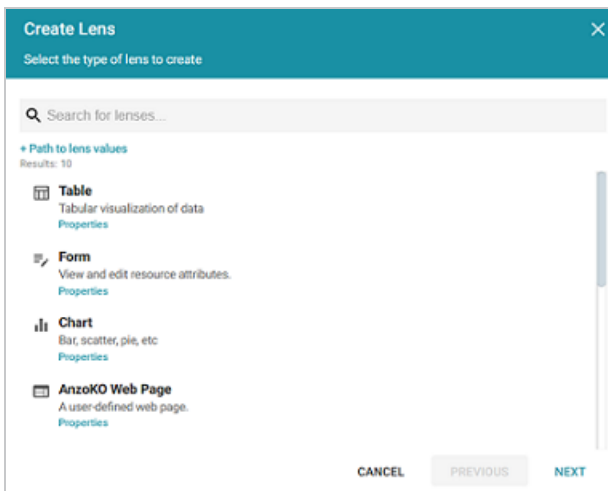 Create Lens
Select the type of lens to create
Search for lenses...
+ Path to lens values
Results: 10
Table
Tabular visualization of data
Properties
Form
View and edit resource attributes.
Properties
Chart
Bar, scatter, pie, etc
Properties
AnzoKO Web Page
A user-defined web page.
Properties
CANCEL PREVIOUS NEXT